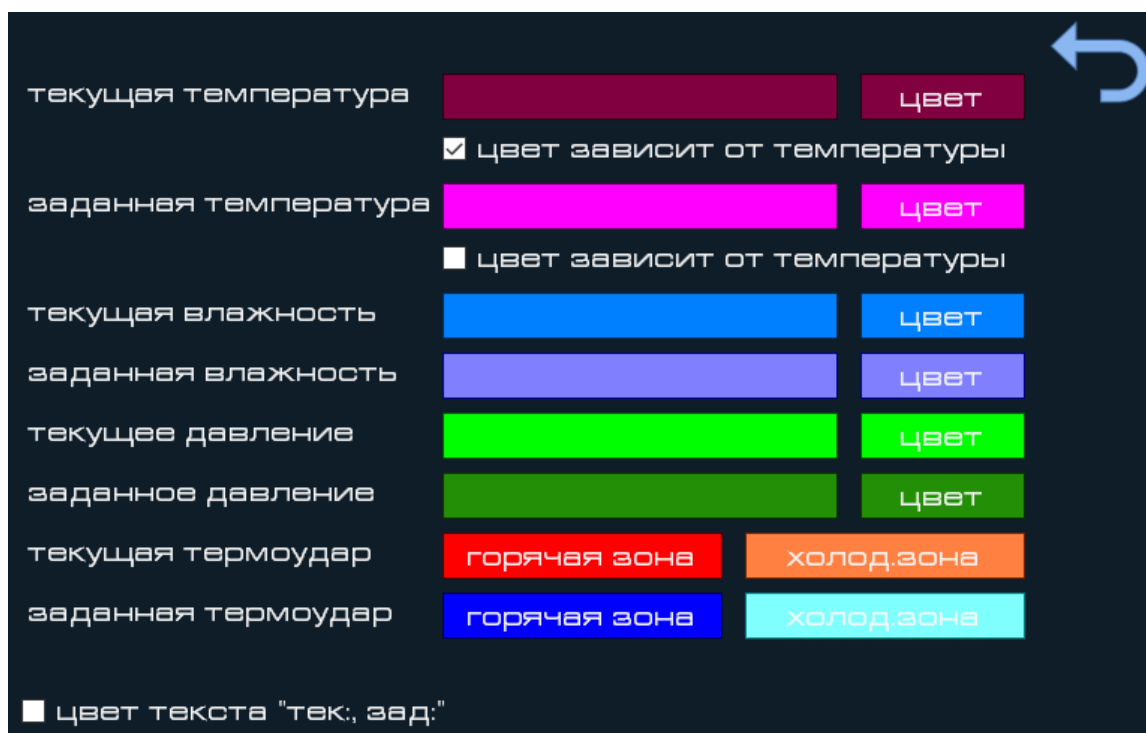 текущая температура цвет
цвет зависит от температуры
заданная температура цвет
цвет зависит от температуры
текущая влажность цвет
заданная влажность цвет
текущее давление цвет
заданное давление цвет
текущая термоудар горячая зона холод.зона
заданная термоудар горячая зона холод.зона
цвет текста "тек:, зад:"